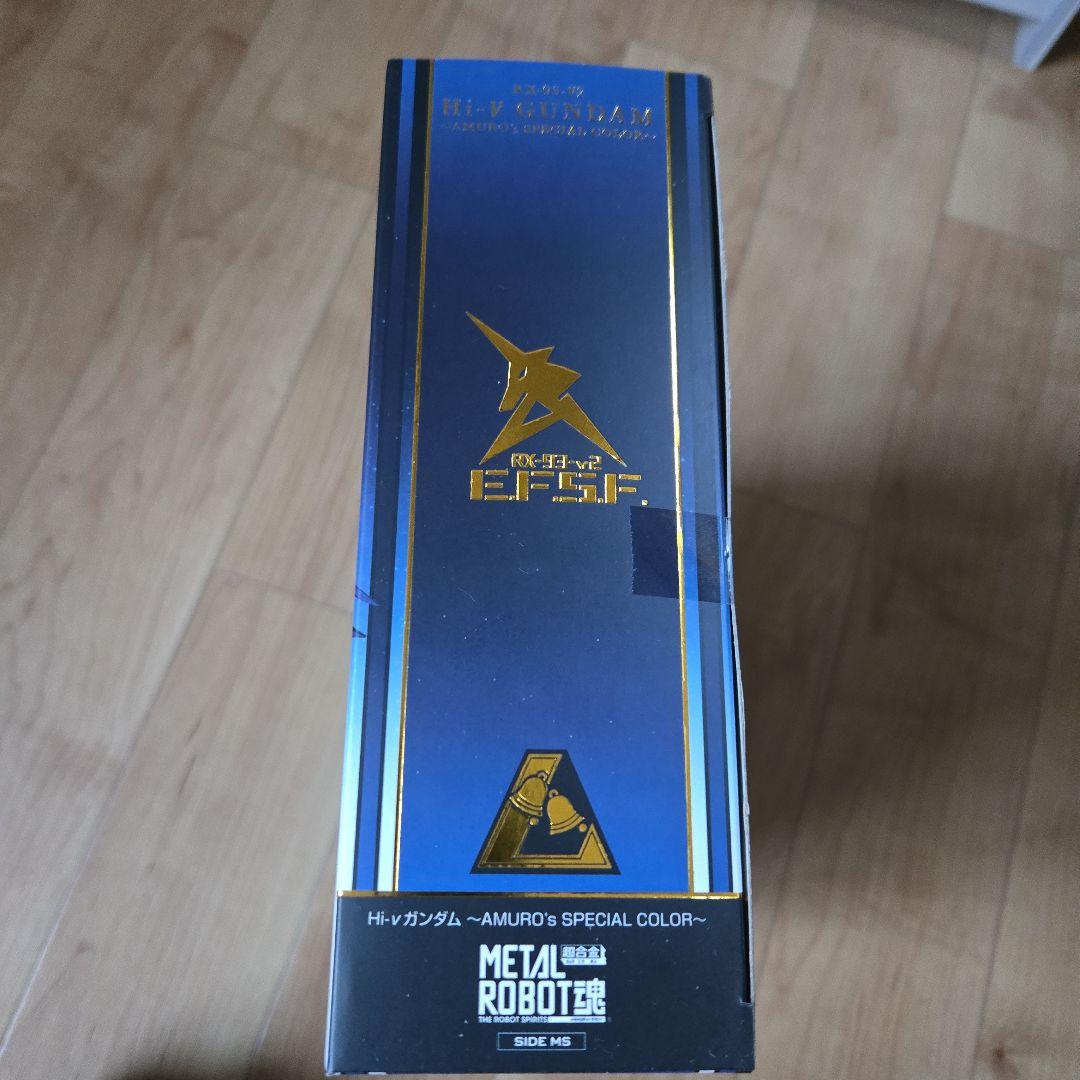 RX-93-ν2
Hi-ν GUNDAM
~AMURO's SPECIAL COLOR~
RX-93-ν2
E.F.S.F.
Hi-νガンダム ~AMURO's SPECIAL COLOR~
METAL 超合金
ROBOT魂
THE ROBOT SPIRITS
SIDE MS